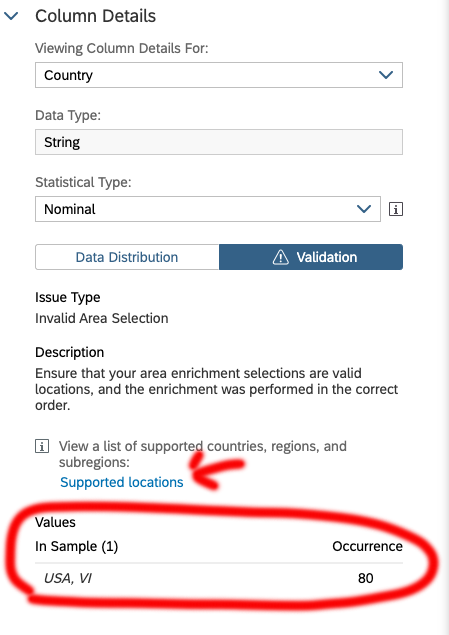 Column Details
Viewing Column Details For:
Country
Data Type:
String
Statistical Type:
Nominal
Data Distribution
Validation
Issue Type
Invalid Area Selection
Description
Ensure that your area enrichment selections are valid
locations, and the enrichment was performed in the correct
order.
View a list of supported countries, regions, and
subregions:
Supported locations
Values
In Sample (1) Occurrence
USA, VI 80